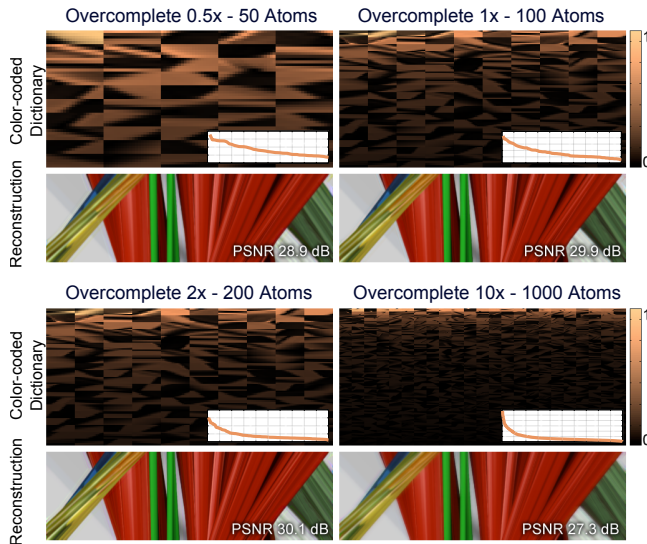 Overcomplete 0.5x - 50 Atoms
Overcomplete 1x - 100 Atoms
Color-coded
Dictionary
1
0
Reconstruction
PSNR 28.9 dB
PSNR 29.9 dB
Overcomplete 2x - 200 Atoms
Overcomplete 10x - 1000 Atoms
Color-coded
Dictionary
1
0
Reconstruction
PSNR 30.1 dB
PSNR 27.3 dB